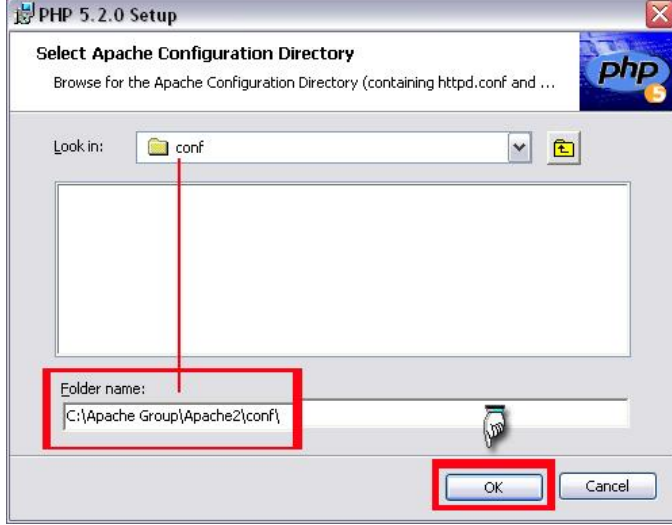 PHP 5.2.0 Setup
Select Apache Configuration Directory
Browse for the Apache Configuration Directory (containing httpd.conf and ...
php
5
Look in:
conf
Folder name:
C:\Apache Group\Apache2\conf\
OK
Cancel